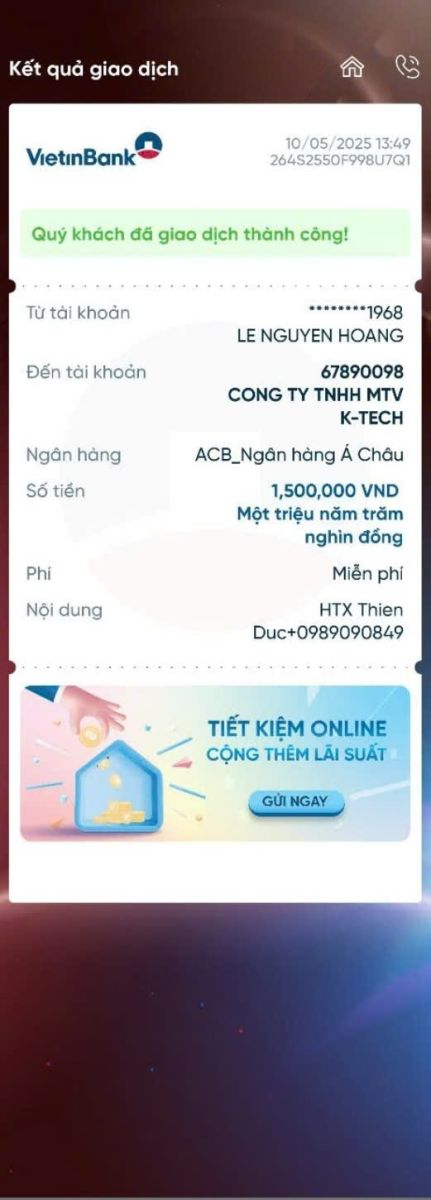 Kết quả giao dịch
VietinBank
10/05/2025 13:49
264S2550F998U7Q1
Quý khách đã giao dịch thành công!
Từ tài khoản
********1968
LE NGUYEN HOANG
Đến tài khoản
67890098
CONG TY TNHH MTV
K-TECH
Ngân hàng
ACB_Ngân hàng Á Châu
Số tiền
1,500,000 VND
Một triệu năm trăm
nghìn đồng
Phí
Miễn phí
Nội dung
HTX Thien
Duc+0989090849
TIẾT KIỆM ONLINE
CỘNG THÊM LÃI SUẤT
GỬI NGAY